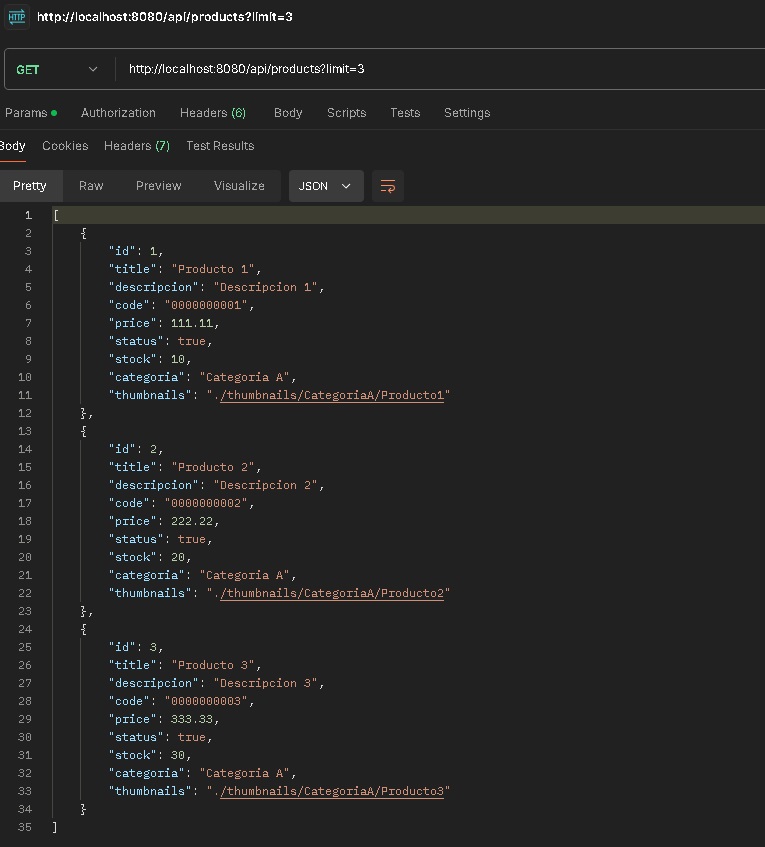 HTTP http://localhost:8080/api/products?limit=3
GET http://localhost:8080/api/products?limit=3
Params Authorization Headers (6) Body Scripts Tests Settings
Body Cookies Headers (7) Test Results
Pretty Raw Preview Visualize JSON
1 [
2 {
3 "id": 1,
4 "title": "Producto 1",
5 "descripcion": "Descripcion 1",
6 "code": "0000000001",
7 "price": 111.11,
8 "status": true,
9 "stock": 10,
10 "categoria": "Categoria A",
11 "thumbnails": "./thumbnails/CategoriaA/Producto1"
12 },
13 {
14 "id": 2,
15 "title": "Producto 2",
16 "descripcion": "Descripcion 2",
17 "code": "0000000002",
18 "price": 222.22,
19 "status": true,
20 "stock": 20,
21 "categoria": "Categoria A",
22 "thumbnails": "./thumbnails/CategoriaA/Producto2"
23 },
24 {
25 "id": 3,
26 "title": "Producto 3",
27 "descripcion": "Descripcion 3",
28 "code": "0000000003",
29 "price": 333.33,
30 "status": true,
31 "stock": 30,
32 "categoria": "Categoria A",
33 "thumbnails": "./thumbnails/CategoriaA/Producto3"
34 }
35 ]